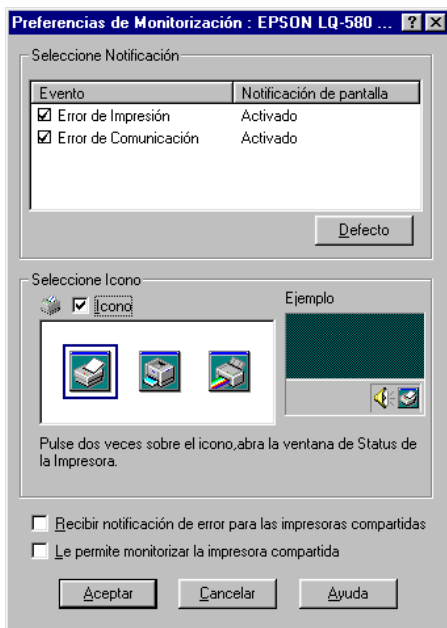 Preferencias de Monitorización : EPSON LQ-580 ...
Seleccione Notificación
Evento Notificación de pantalla
Error de Impresión Activado
Error de Comunicación Activado
Defecto
Seleccione Icono
Icono
Ejemplo
Pulse dos veces sobre el icono,abra la ventana de Status de
la Impresora.
Recibir notificación de error para las impresoras compartidas
Le permite monitorizar la impresora compartida
Aceptar Cancelar Ayuda